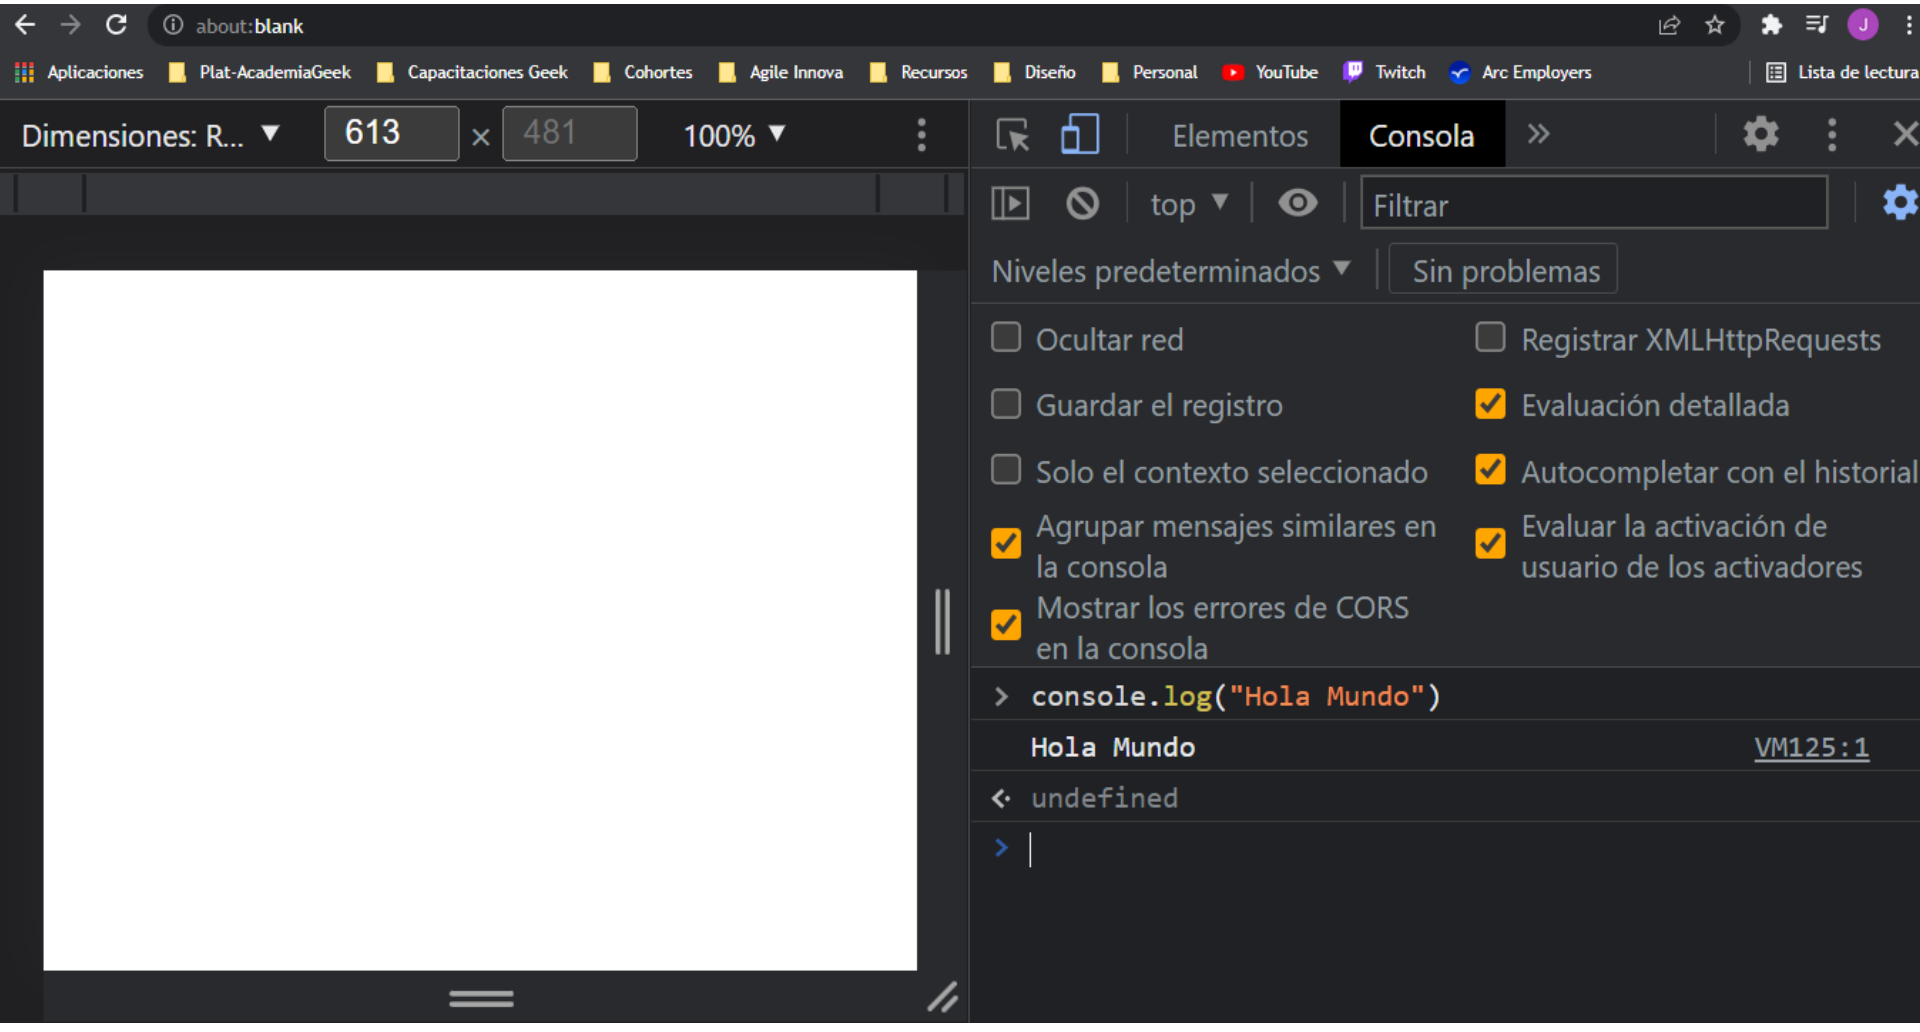 about:blank
J
Aplicaciones Plat-AcademiaGeek Capacitaciones Geek Cohortes Agile Innova Recursos Diseño Personal YouTube Twitch Arc Employers Lista de lectura
Dimensiones: R... ▼ 613 × 481 100% ▼
Elementos Consola »
top ▼ Filtrar
Niveles predeterminados ▼ Sin problemas
Ocultar red
Registrar XMLHttpRequests
Guardar el registro
Evaluación detallada
Solo el contexto seleccionado
Autocompletar con el historial
Agrupar mensajes similares en
la consola
Evaluar la activación de
usuario de los activadores
Mostrar los errores de CORS
en la consola
> console.log("Hola Mundo")
Hola Mundo VM125:1
undefined
>